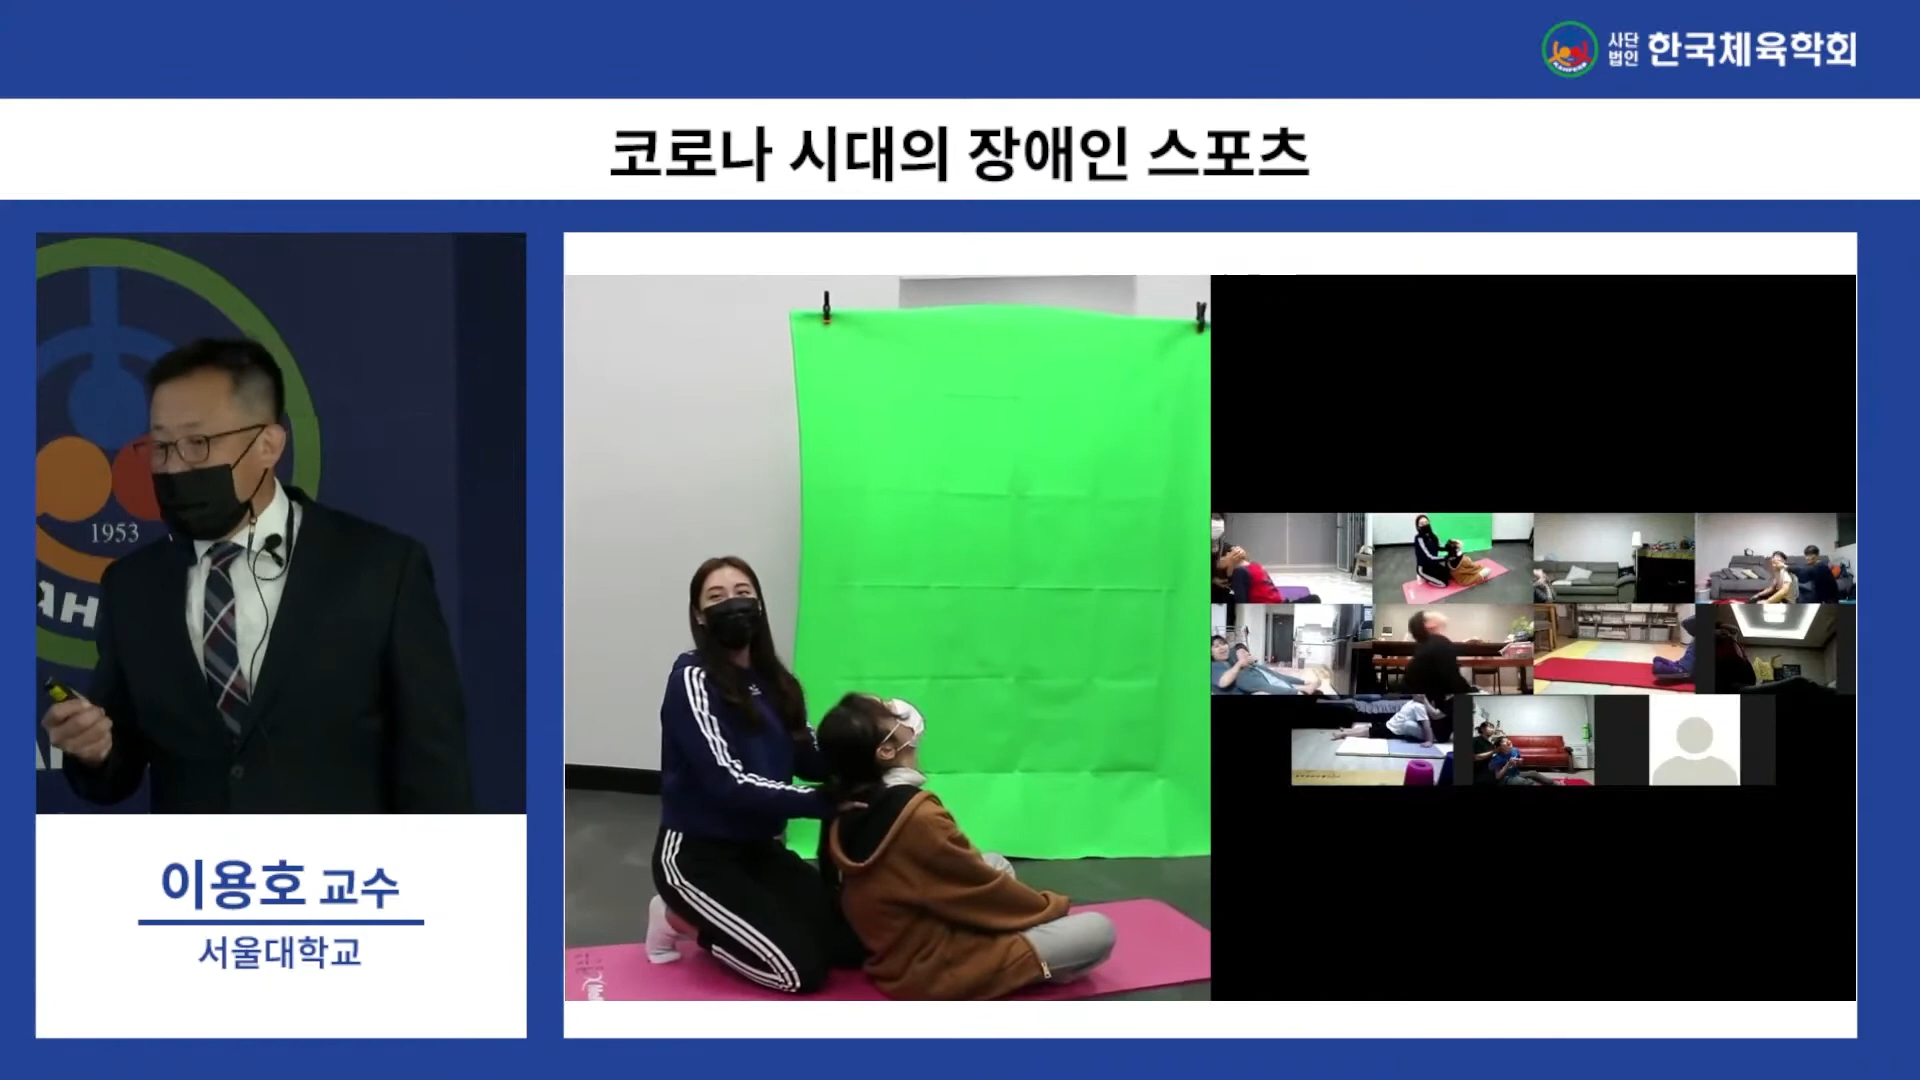 사단
법인
한국체육학회
코로나 시대의 장애인 스포츠
1953
이용호 교수
서울대학교